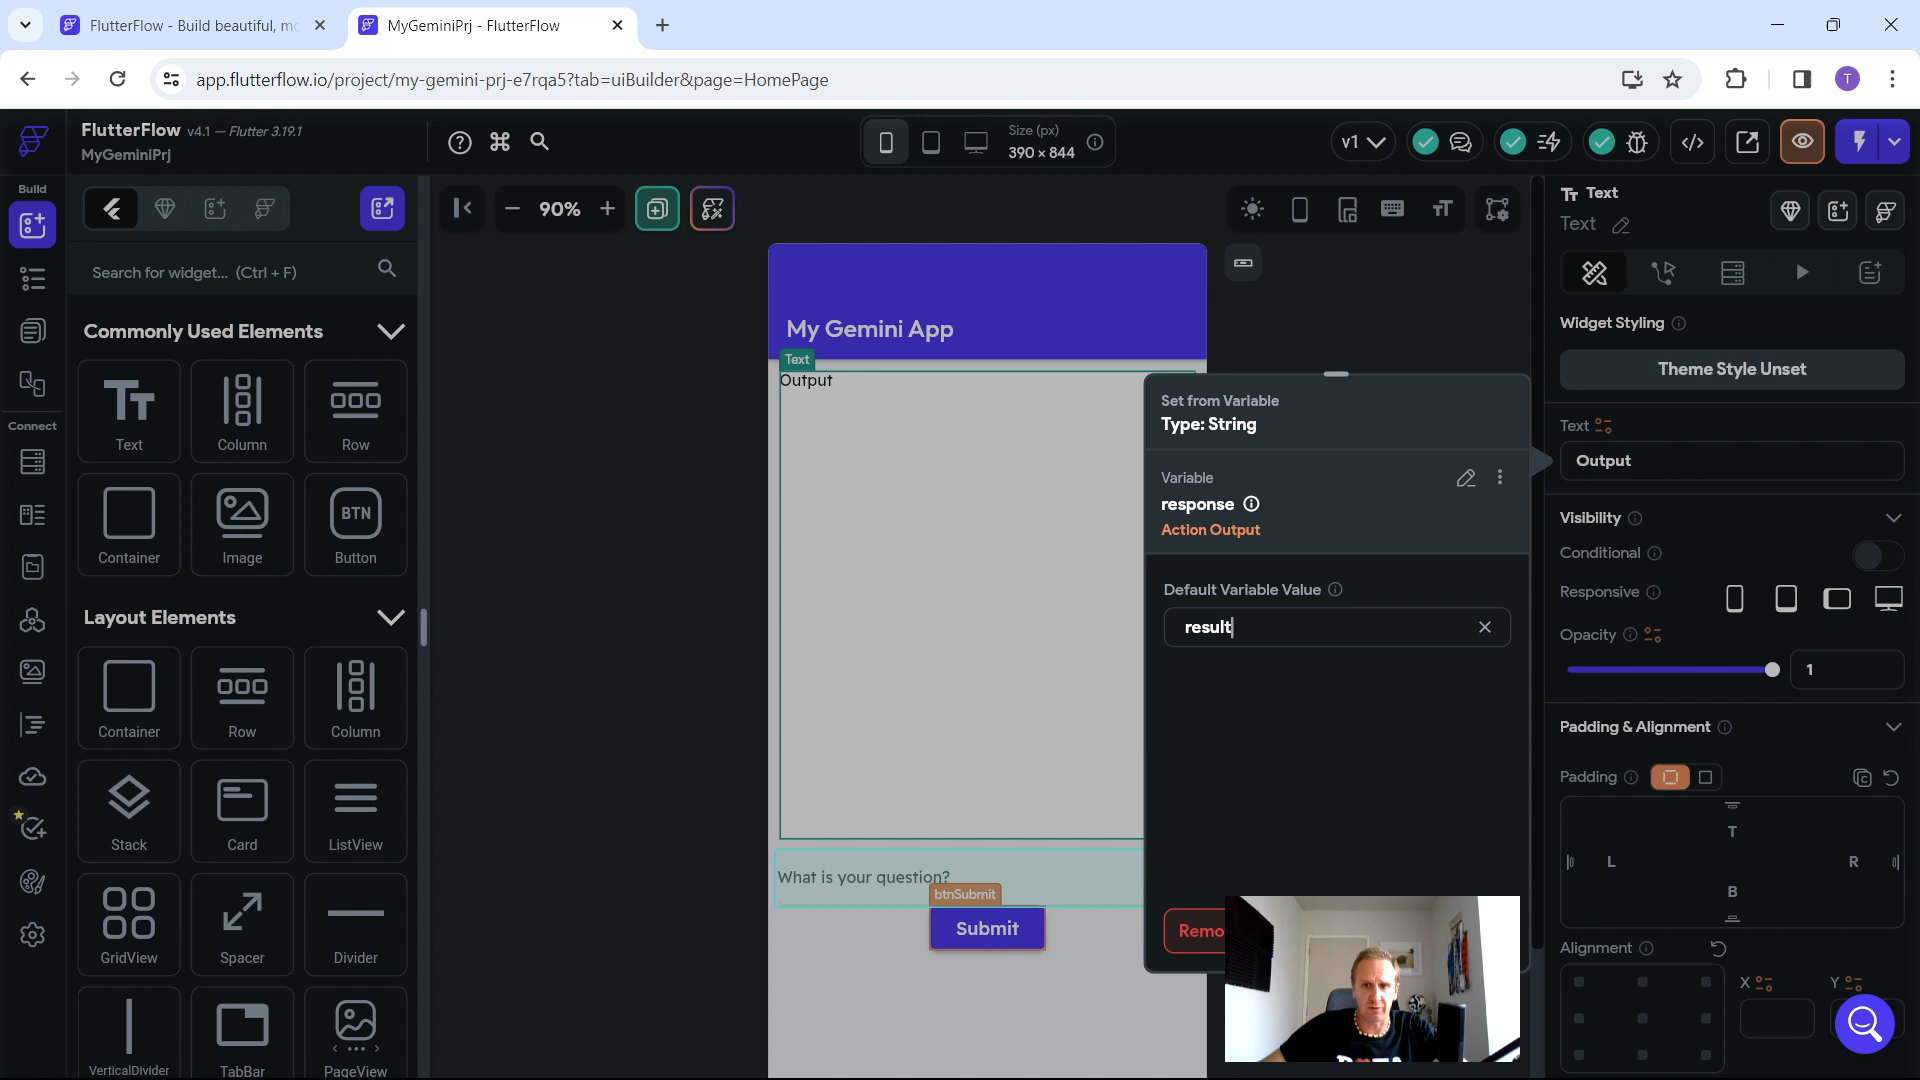 FlutterFlow - Build beautiful, mo
MyGeminiPrj - FlutterFlow
app.flutterflow.io/project/my-gemini-prj-e7rqa5?tab=uiBuilder&page=HomePage
T
FlutterFlow v4.1 — Flutter 3.19.1
MyGeminiPrj
Size (px)
390 × 844
v1
Build
Connect
90%
Search for widget... (Ctrl + F)
Commonly Used Elements
Tt
Text
Column
Row
Container
Image
BTN
Button
Layout Elements
Container
Row
Column
Stack
Card
ListView
GridView
Spacer
Divider
VerticalDivider
TabBar
PageView
My Gemini App
Text
Output
What is your question?
btnSubmit
Submit
Set from Variable
Type: String
Variable
response
Action Output
Default Variable Value
result
Remo
Tt Text
Text
Widget Styling
Theme Style Unset
Text
Output
Visibility
Conditional
Responsive
Opacity
1
Padding & Alignment
Padding
T
L
R
B
Alignment
X
Y